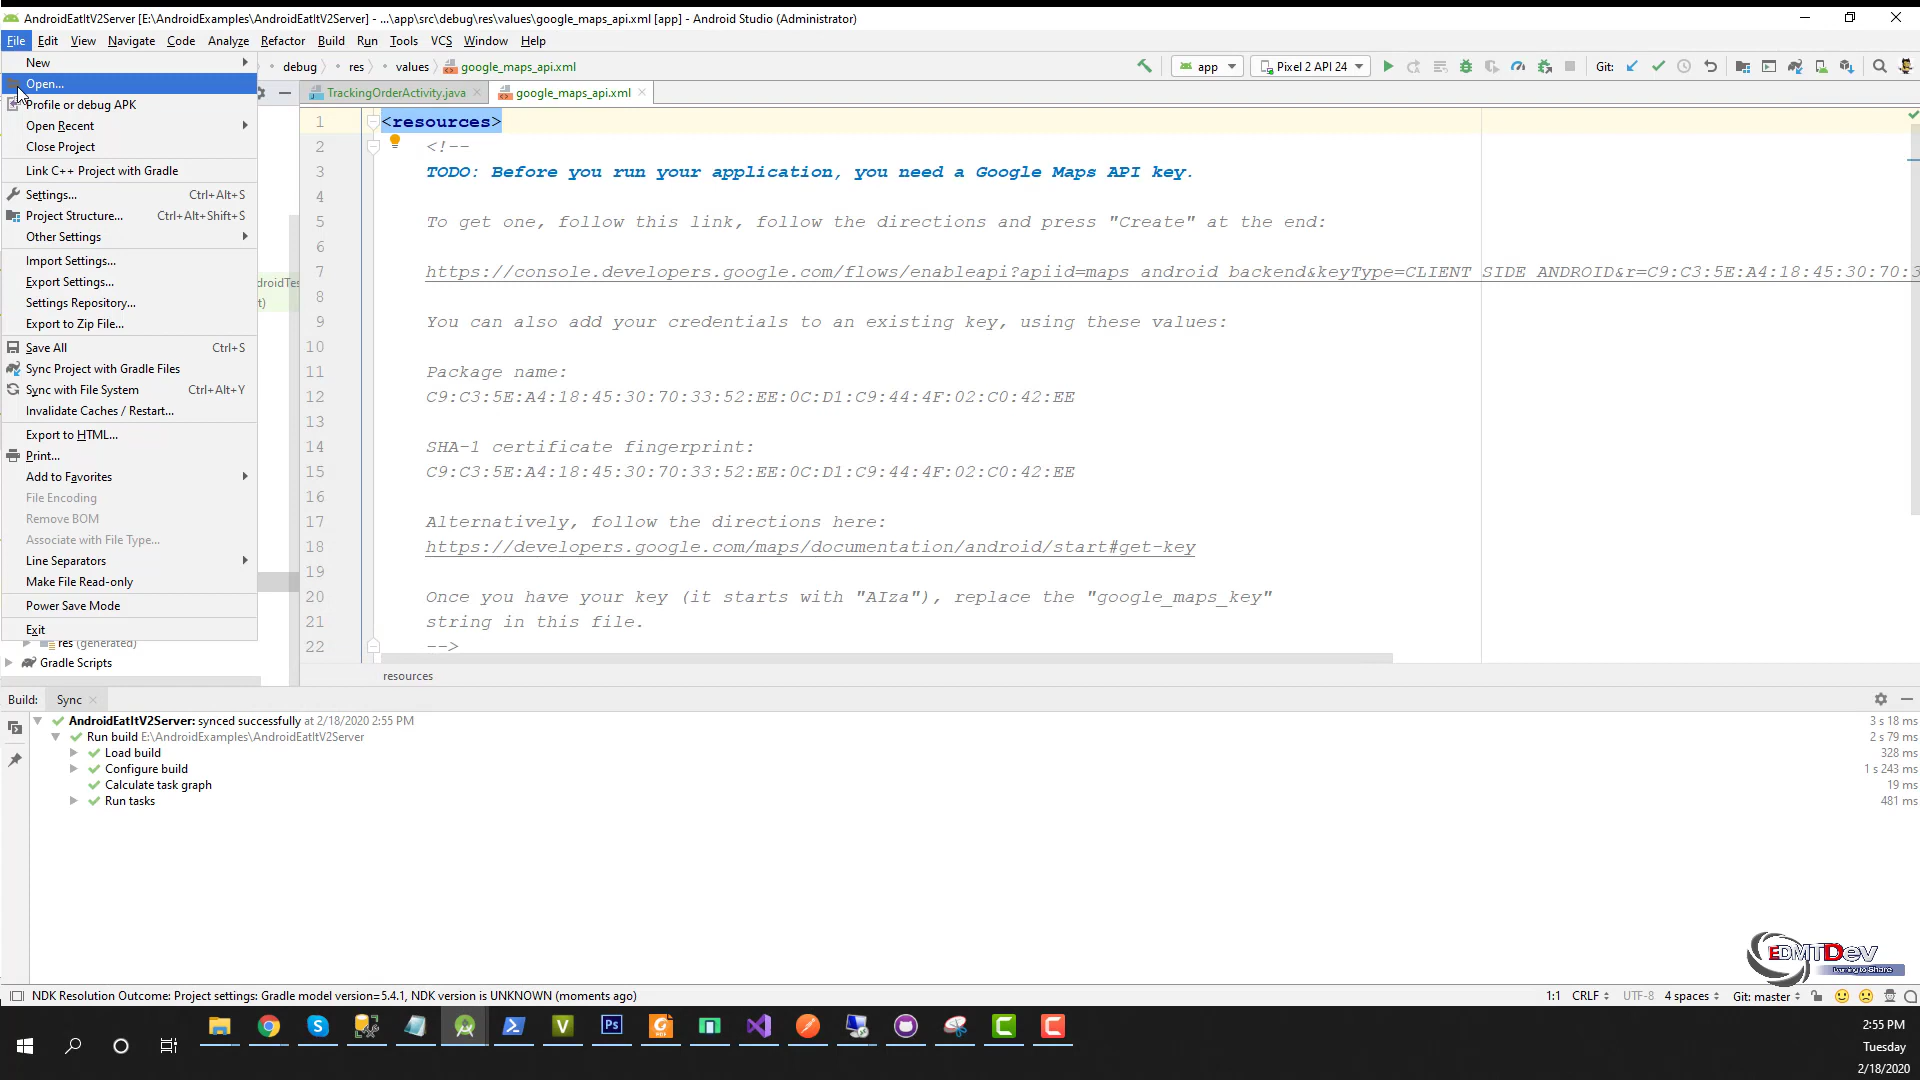 AndroidEatItV2Server [E:\AndroidExamples\AndroidEatItV2Server] - ...\app\src\debug\res\values\google_maps_api.xml [app] - Android Studio (Administrator)
File Edit View Navigate Code Analyze Refactor Build Run Tools VCS Window Help
debug res values google_maps_api.xml app Pixel 2 API 24 Git:
TrackingOrderActivity.java google_maps_api.xml
New
Open...
Profile or debug APK
Open Recent
Close Project
Link C++ Project with Gradle
Settings... Ctrl+Alt+S
Project Structure... Ctrl+Alt+Shift+S
Other Settings
Import Settings...
Export Settings...
Settings Repository...
Export to Zip File...
Save All Ctrl+S
Sync Project with Gradle Files
Sync with File System Ctrl+Alt+Y
Invalidate Caches / Restart...
Export to HTML...
Print...
Add to Favorites
File Encoding
Remove BOM
Associate with File Type...
Line Separators
Make File Read-only
Power Save Mode
Exit
res (generated)
Gradle Scripts
1 <resources>
2 <!--
3 TODO: Before you run your application, you need a Google Maps API key.
4
5 To get one, follow this link, follow the directions and press "Create" at the end:
6
7 https://console.developers.google.com/flows/enableapi?apiid=maps_android_backend&keyType=CLIENT_SIDE_ANDROID&r=C9:C3:5E:A4:18:45:30:70:3
8
9 You can also add your credentials to an existing key, using these values:
10
11 Package name:
12 C9:C3:5E:A4:18:45:30:70:33:52:EE:0C:D1:C9:44:4F:02:C0:42:EE
13
14 SHA-1 certificate fingerprint:
15 C9:C3:5E:A4:18:45:30:70:33:52:EE:0C:D1:C9:44:4F:02:C0:42:EE
16
17 Alternatively, follow the directions here:
18 https://developers.google.com/maps/documentation/android/start#get-key
19
20 Once you have your key (it starts with "AIza"), replace the "google_maps_key"
21 string in this file.
22 -->
resources
Build: Sync
AndroidEatItV2Server: synced successfully at 2/18/2020 2:55 PM 3 s 18 ms
Run build E:\AndroidExamples\AndroidEatItV2Server 2 s 79 ms
Load build 328 ms
Configure build 1 s 243 ms
Calculate task graph 19 ms
Run tasks 481 ms
EDMTDev
Learning to Share
NDK Resolution Outcome: Project settings: Gradle model version=5.4.1, NDK version is UNKNOWN (moments ago) 1:1 CRLF UTF-8 4 spaces Git: master
2:55 PM
Tuesday
2/18/2020